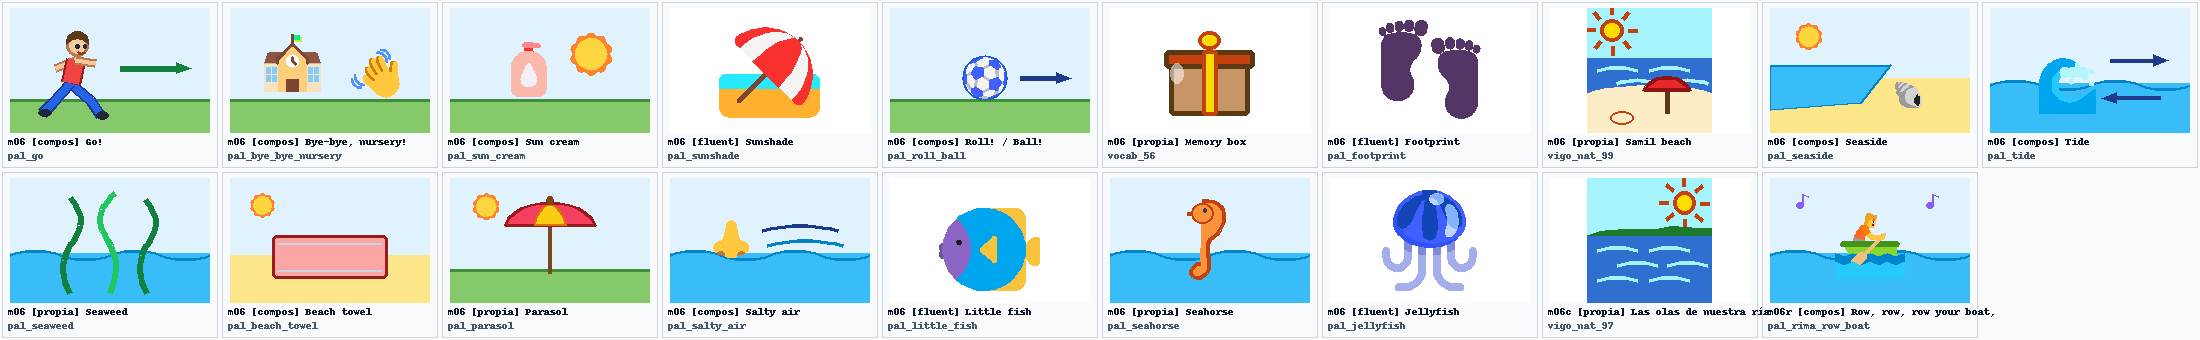 m06 [compos] Go!
pal_go
m06 [compos] Bye-bye, nursery!
pal_bye_bye_nursery
m06 [compos] Sun cream
pal_sun_cream
m06 [fluent] Sunshade
pal_sunshade
m06 [compos] Roll! / Ball!
pal_roll_ball
m06 [propia] Memory box
vocab_56
m06 [fluent] Footprint
pal_footprint
m06 [propia] Samil beach
vigo_nat_99
m06 [compos] Seaside
pal_seaside
m06 [compos] Tide
pal_tide
m06 [propia] Seaweed
pal_seaweed
m06 [compos] Beach towel
pal_beach_towel
m06 [propia] Parasol
pal_parasol
m06 [compos] Salty air
pal_salty_air
m06 [fluent] Little fish
pal_little_fish
m06 [propia] Seahorse
pal_seahorse
m06 [fluent] Jellyfish
pal_jellyfish
m06c [propia] Las olas de nuestra ría
vigo_nat_97
m06r [compos] Row, row, row your boat,
pal_rima_row_boat